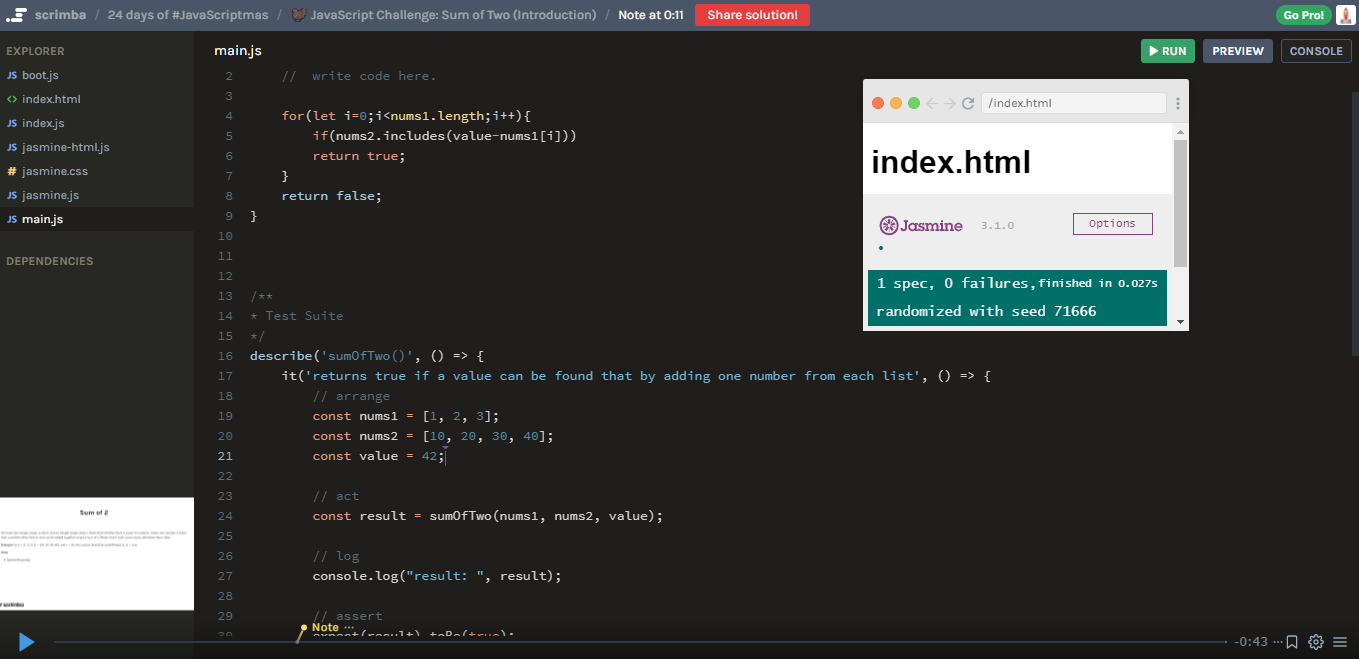 scrimba / 24 days of #JavaScriptmas / JavaScript Challenge: Sum of Two (Introduction) / Note at 0:11 Share solution! Go Pro!
EXPLORER
JS boot.js
<> index.html
JS index.js
JS jasmine-html.js
# jasmine.css
JS jasmine.js
JS main.js
DEPENDENCIES
Sum of 2
main.js
RUN PREVIEW CONSOLE
2 // write code here.
3
4 for(let i=0;i<nums1.length;i++){
5 if(nums2.includes(value-nums1[i]))
6 return true;
7 }
8 return false;
9 }
10
11
12
13 /**
14 * Test Suite
15 */
16 describe('sumOfTwo()', () => {
17 it('returns true if a value can be found that by adding one number from each list', () => {
18 // arrange
19 const nums1 = [1, 2, 3];
20 const nums2 = [10, 20, 30, 40];
21 const value = 42;
22
23 // act
24 const result = sumOfTwo(nums1, nums2, value);
25
26 // log
27 console.log("result: ", result);
28
29 // assert
30 expect(result).toBe(true);
/index.html
index.html
Jasmine 3.1.0 Options
1 spec, 0 failures, finished in 0.027s
randomized with seed 71666
Note ···
-0:43 ···